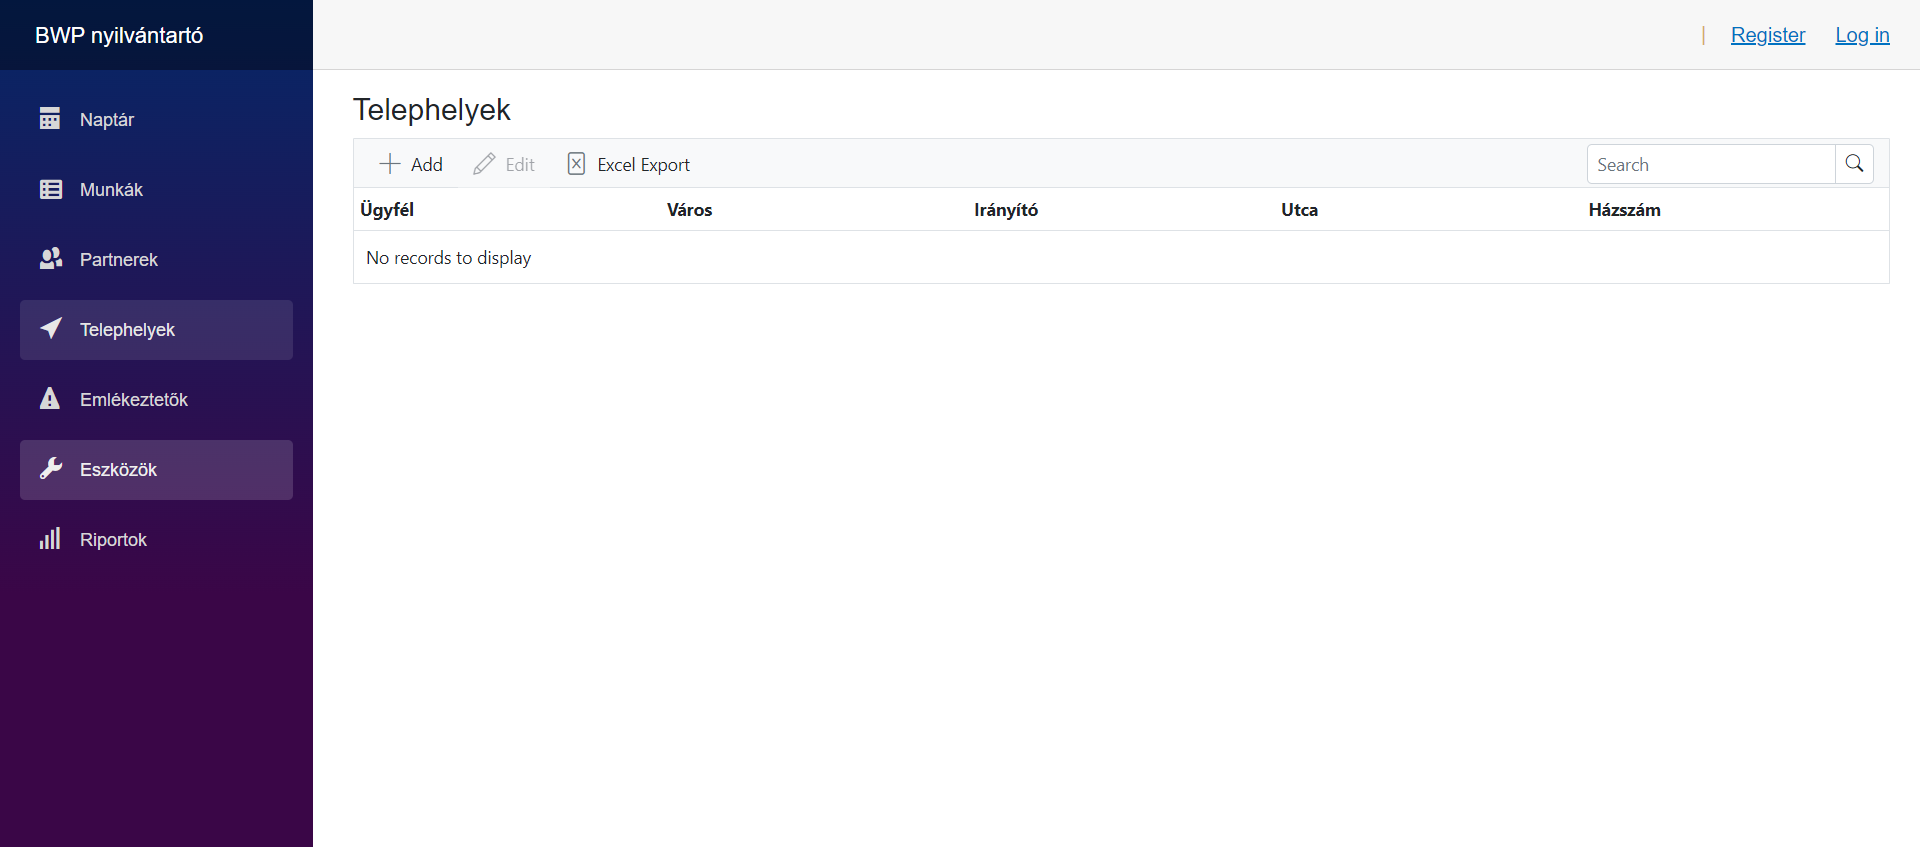 BWP nyilvántartó
| Register Log in
Naptár
Munkák
Partnerek
Telephelyek
Emlékeztetők
Eszközök
Riportok
Telephelyek
Add Edit Excel Export Search
Ügyfél Város Irányító Utca Házszám
No records to display